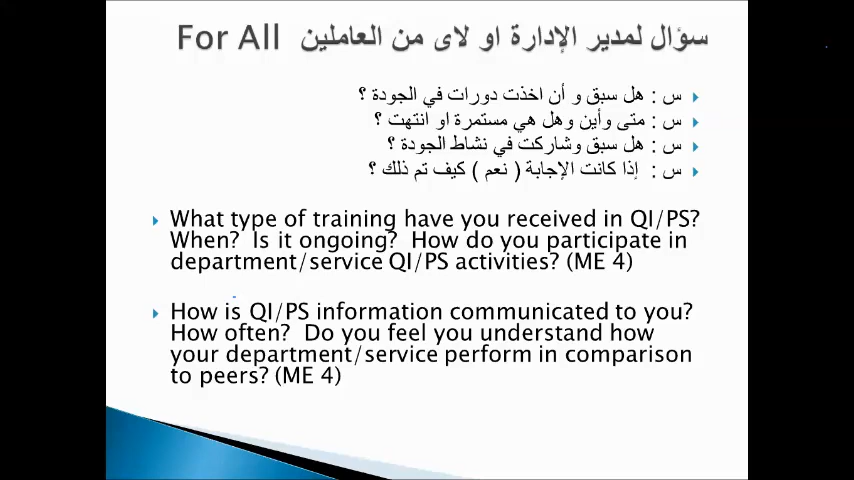 سؤال لمدير الإدارة او لاى من العاملين For All
س : هل سبق و أن اخذت دورات في الجودة ؟
س : متى وأين وهل هي مستمرة او انتهت ؟
س : هل سبق وشاركت في نشاط الجودة ؟
س : إذا كانت الإجابة ( نعم ) كيف تم ذلك ؟
What type of training have you received in QI/PS?
When? Is it ongoing? How do you participate in
department/service QI/PS activities? (ME 4)
How is QI/PS information communicated to you?
How often? Do you feel you understand how
your department/service perform in comparison
to peers? (ME 4)